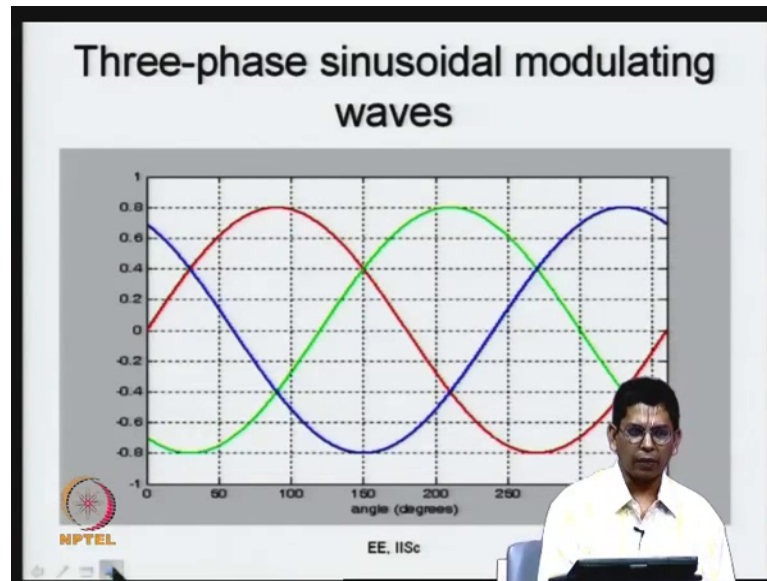 Three-phase sinusoidal modulating
waves
1
0.8
0.6
0.4
0.2
0
-0.2
-0.4
-0.6
-0.8
-1
0 50 100 150 200 250
angle (degrees)
NPTEL
EE, IISc